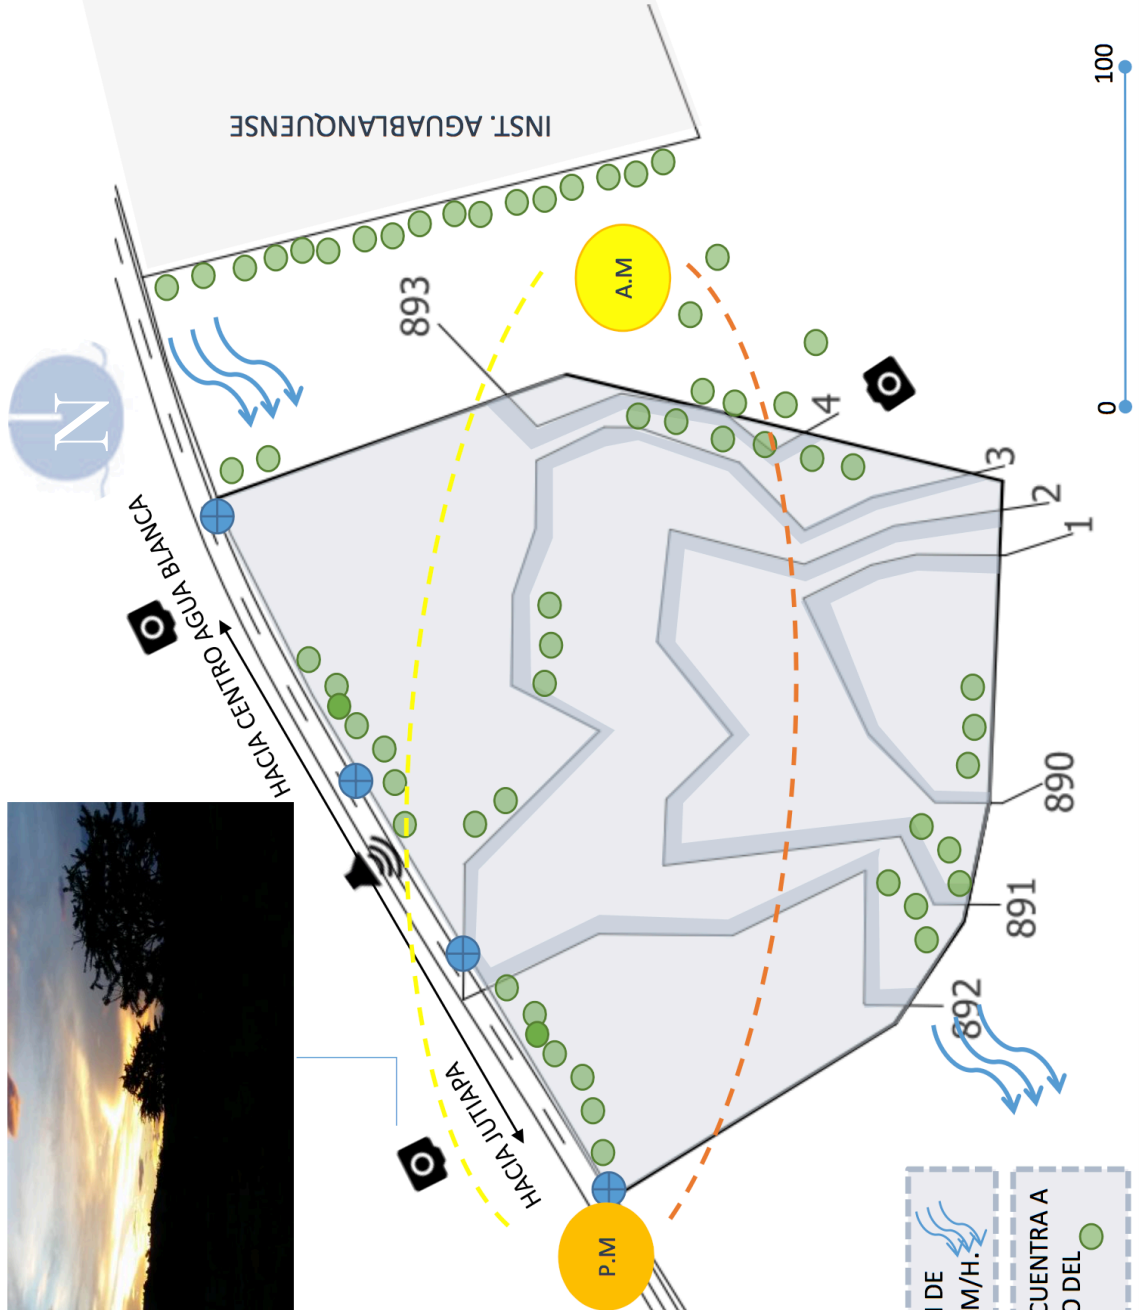 INST. AGUABLANQUENSE
N
893
A.M
4
3
2
1
0
100
HACIA CENTRO AGUA BLANCA
HACIA JUTIAPA
890
891
892
P.M
DE
M/H.
CUENTRA A
O DEL